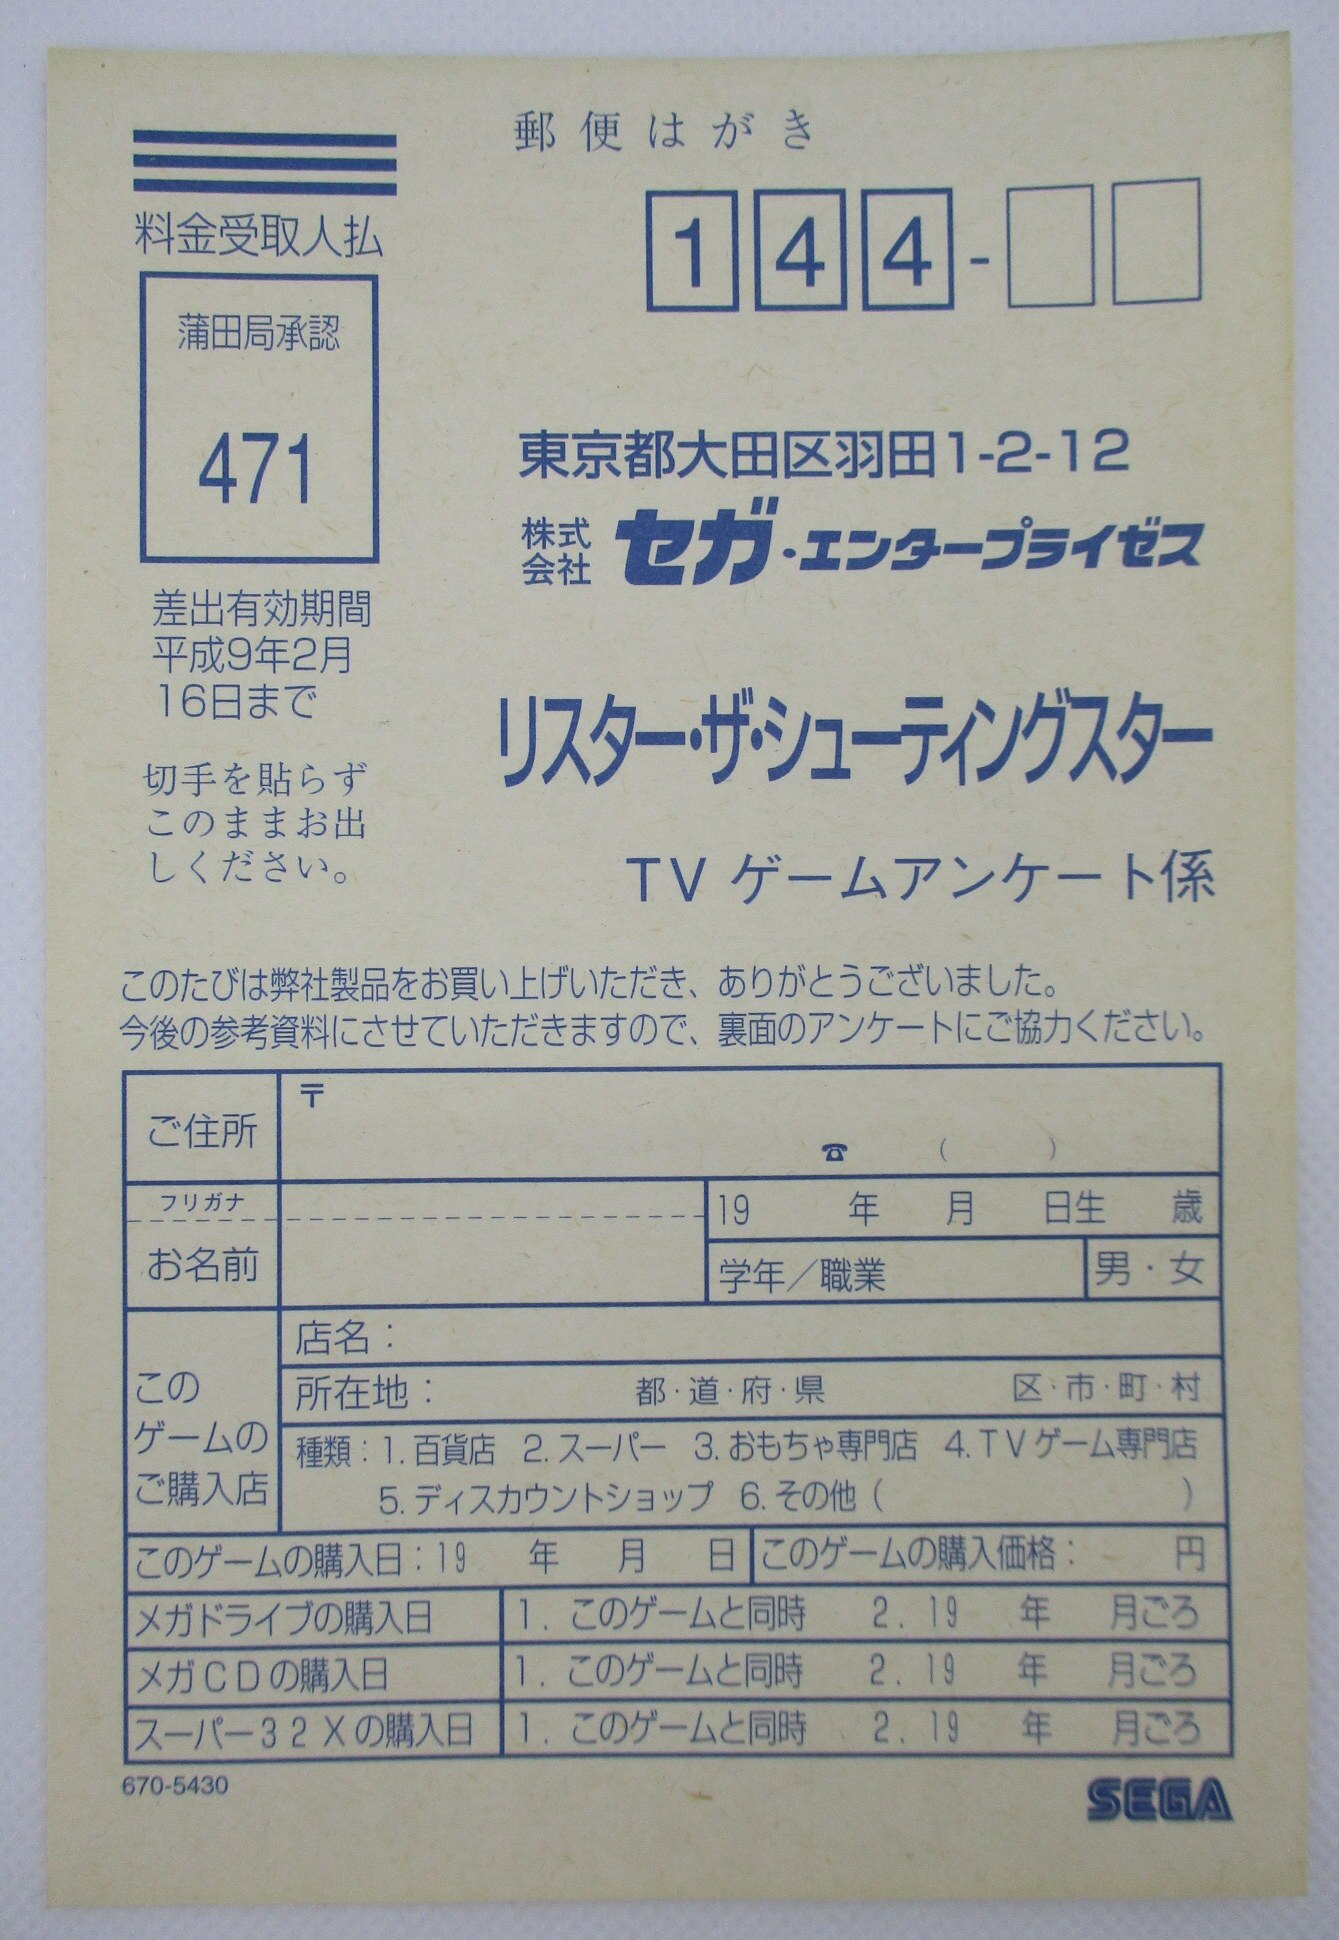 郵便はがき
料金受取人払
144-
蒲田局承認
471
差出有効期間
平成9年2月
16日まで
切手を貼らず
このままお出
しください。
東京都大田区羽田1-2-12
株式会社 セガ・エンタープライゼス
リスター・ザ・シューティングスター
TVゲームアンケート係
このたびは弊社製品をお買い上げいただき、ありがとうございました。
今後の参考資料にさせていただきますので、裏面のアンケートにご協力ください。
ご住所 〒
☎ ( )
フリガナ
19 年 月 日生 歳
お名前
学年/職業 男・女
このゲームのご購入店
店名:
所在地: 都・道・府・県 区・市・町・村
種類:1.百貨店 2.スーパー 3.おもちゃ専門店 4.TVゲーム専門店
5.ディスカウントショップ 6.その他( )
このゲームの購入日:19 年 月 日 このゲームの購入価格: 円
メガドライブの購入日 1.このゲームと同時 2.19 年 月ごろ
メガCDの購入日 1.このゲームと同時 2.19 年 月ごろ
スーパー32Xの購入日 1.このゲームと同時 2.19 年 月ごろ
670-5430
SEGA